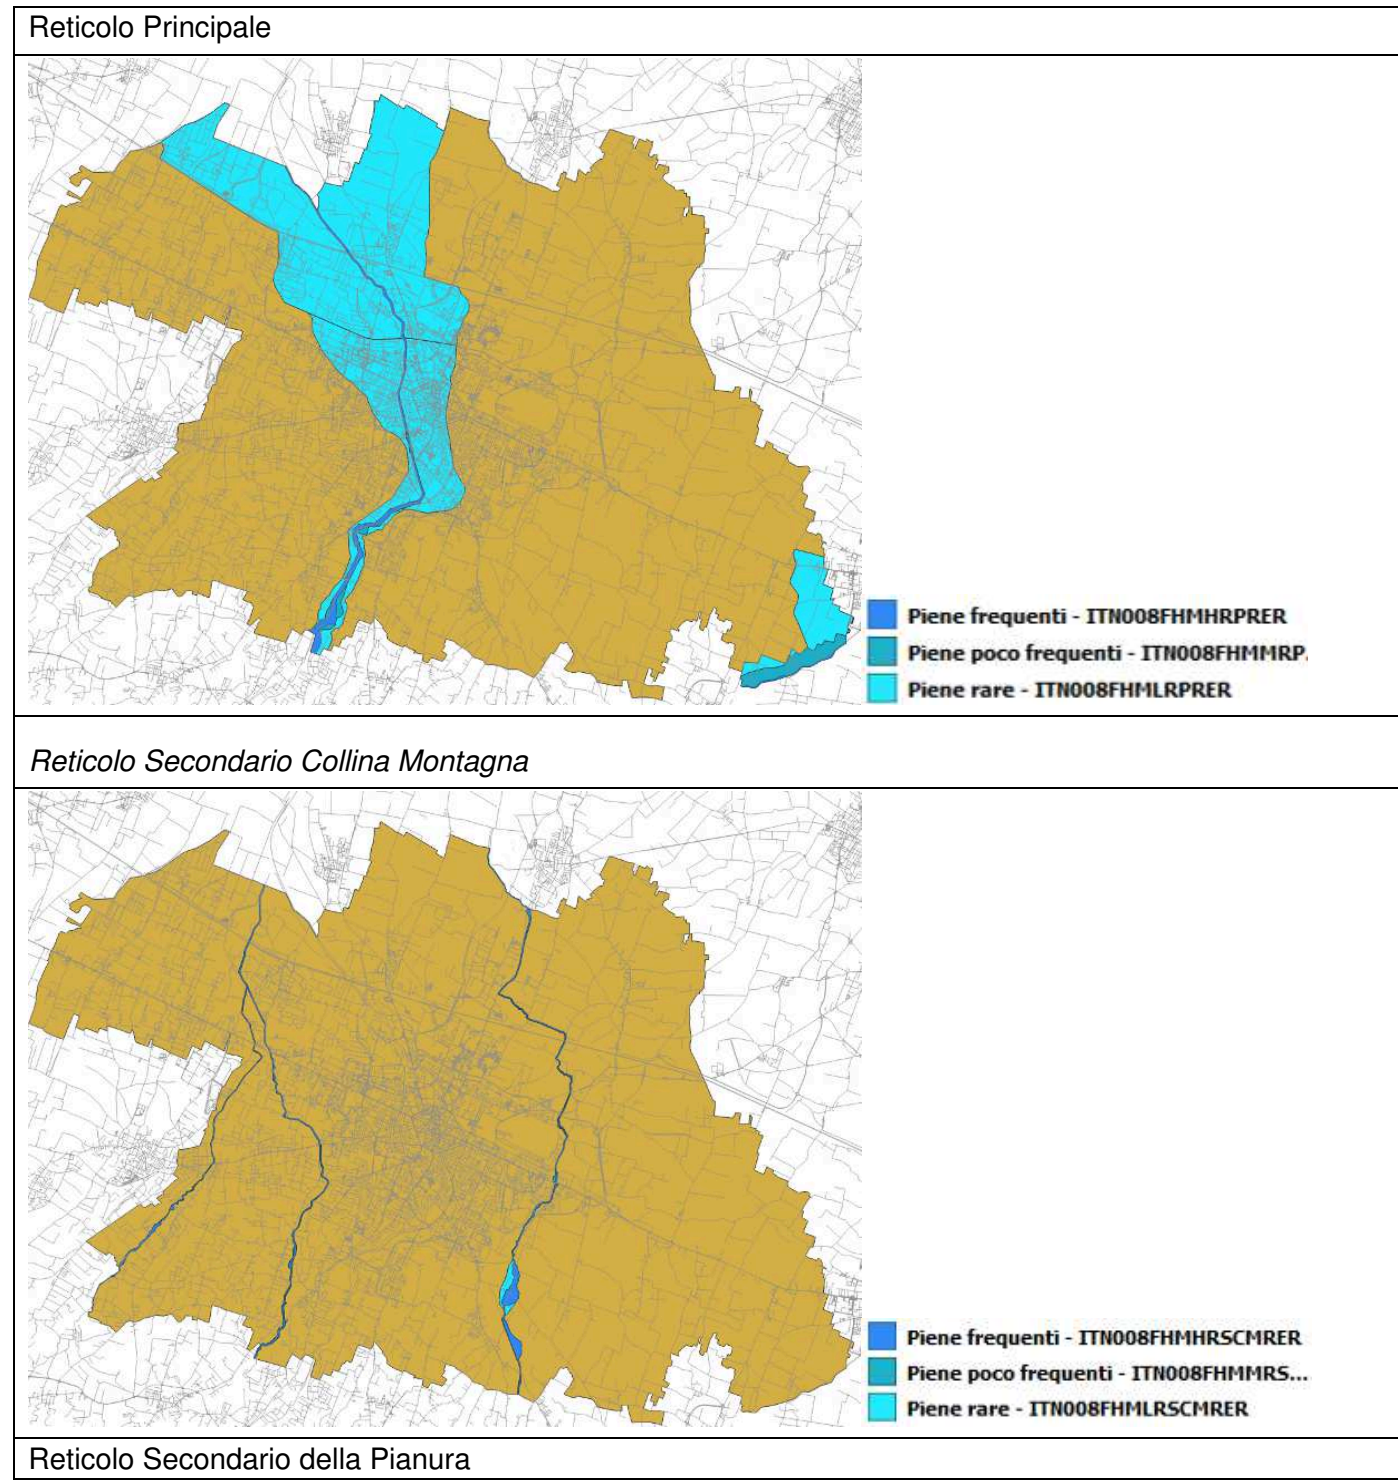 Reticolo Principale
Piene frequenti - ITN008FHMHRPRER
Piene poco frequenti - ITN008FHMMRP.
Piene rare - ITN008FHMLRPRER
Reticolo Secondario Collina Montagna
Piene frequenti - ITN008FHMHRSCMRER
Piene poco frequenti - ITN008FHMMRS...
Piene rare - ITN008FHMLRSCMRER
Reticolo Secondario della Pianura